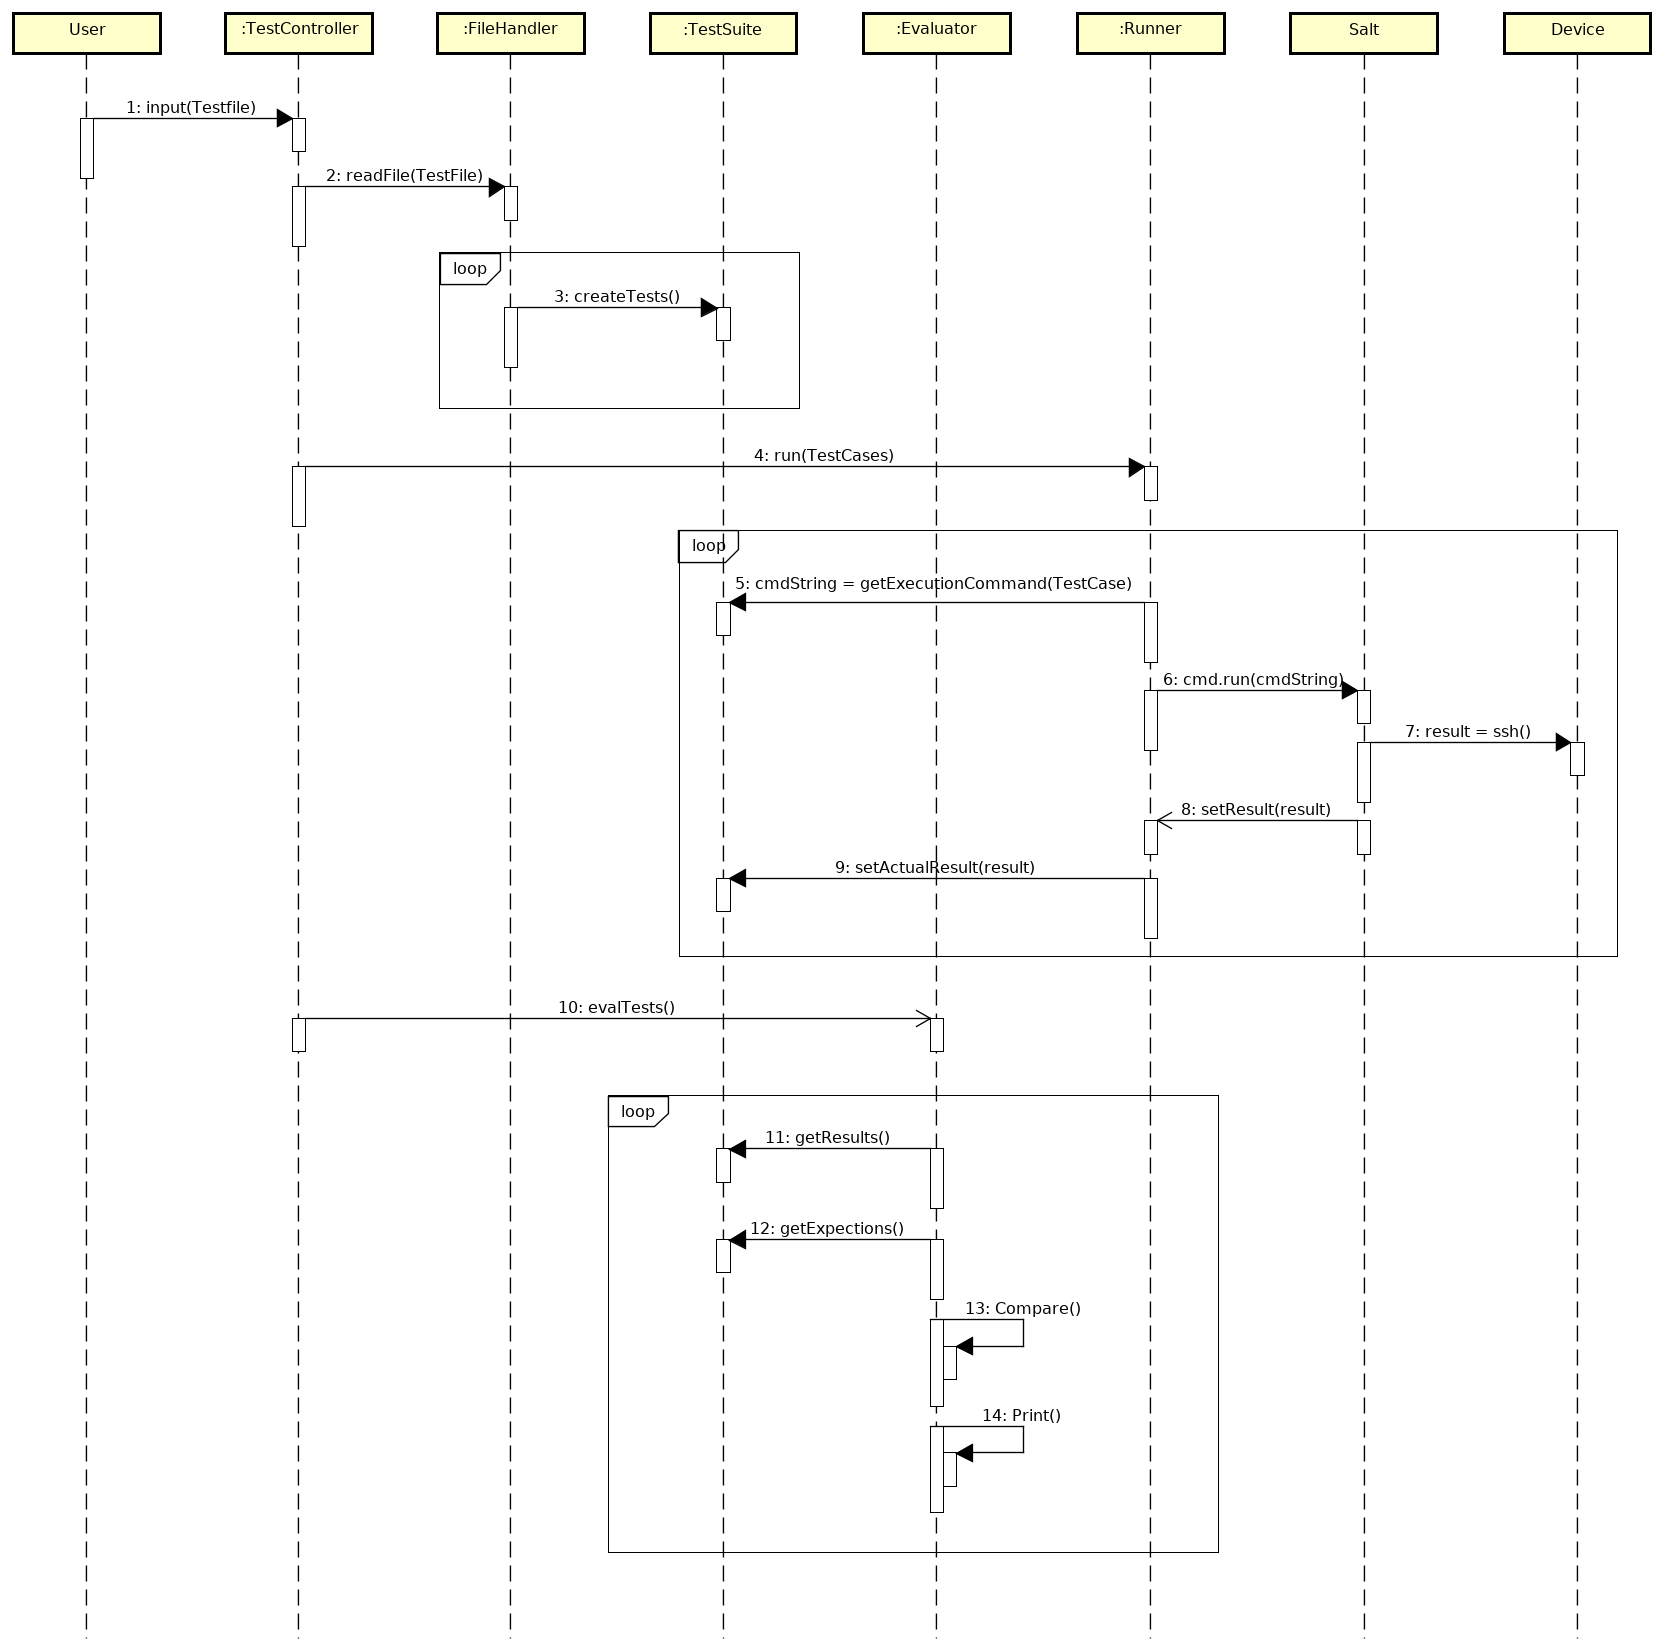 User
:TestController
:FileHandler
:TestSuite
:Evaluator
:Runner
Salt
Device
1: input(Testfile)
2: readFile(TestFile)
loop
3: createTests()
4: run(TestCases)
loop
5: cmdString = getExecutionCommand(TestCase)
6: cmd.run(cmdString)
7: result = ssh()
8: setResult(result)
9: setActualResult(result)
10: evalTests()
loop
11: getResults()
12: getExpections()
13: Compare()
14: Print()